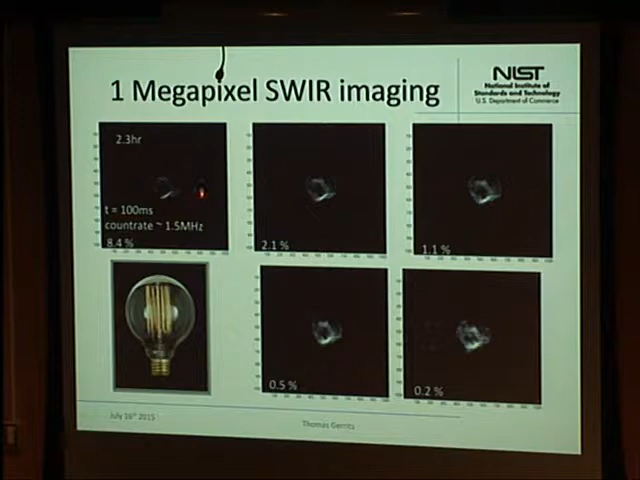 1 Megapixel SWIR imaging
NIST
National Institute of
Standards and Technology
U.S. Department of Commerce
2.3hr
t = 100ms
countrate ~ 1.5MHz
8.4 %
2.1 %
1.1 %
0.5 %
0.2 %
July 16th 2015
Thomas Gerrits